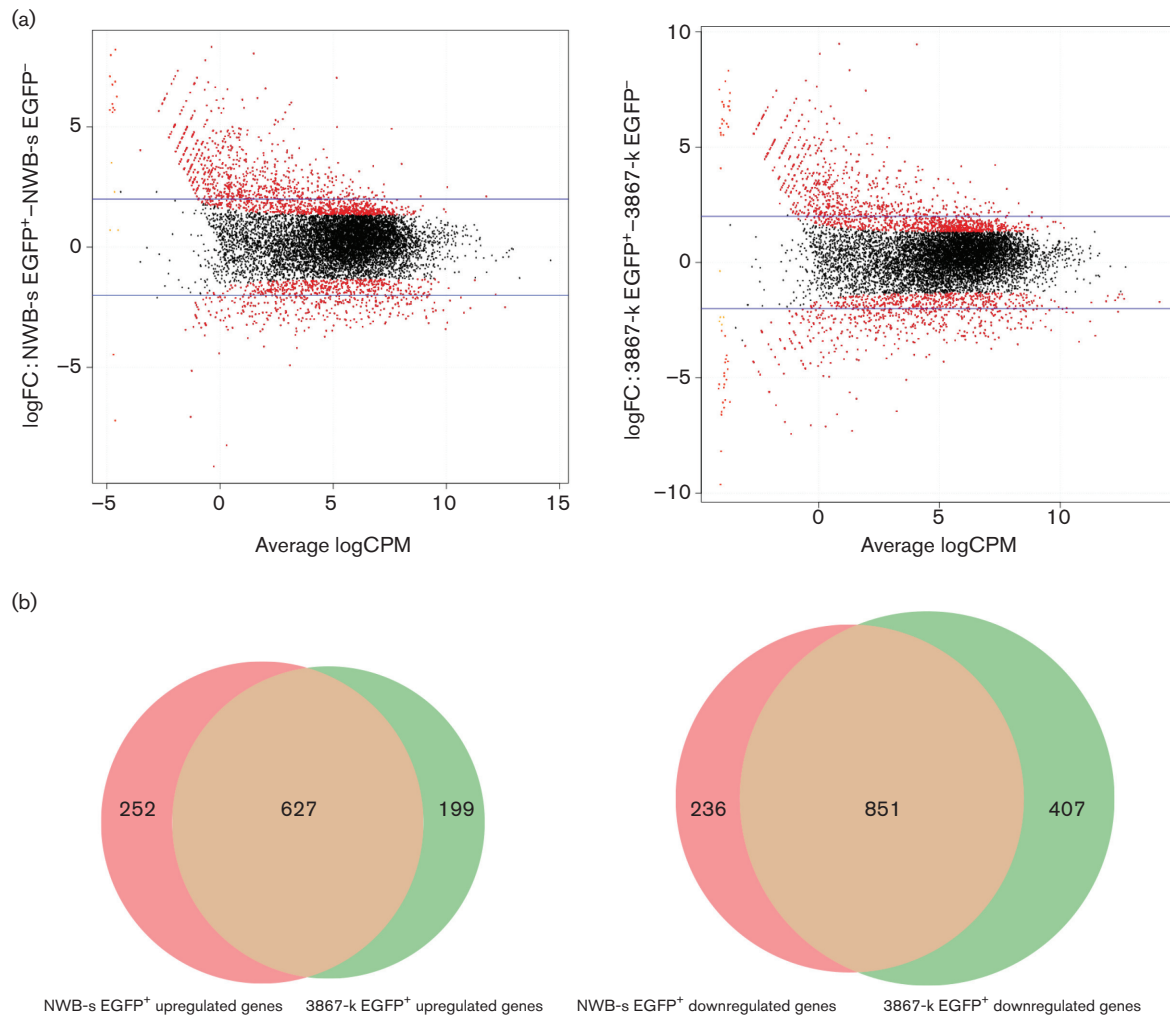 (a)
logFC: NWB-s EGFP⁺–NWB-s EGFP⁻
5
0
−5
−5
0
5
10
15
Average logCPM
logFC: 3867-k EGFP⁺–3867-k EGFP⁻
10
5
0
−5
−10
0
5
10
Average logCPM
(b)
252
627
199
NWB-s EGFP⁺ upregulated genes
3867-k EGFP⁺ upregulated genes
236
851
407
NWB-s EGFP⁺ downregulated genes
3867-k EGFP⁺ downregulated genes